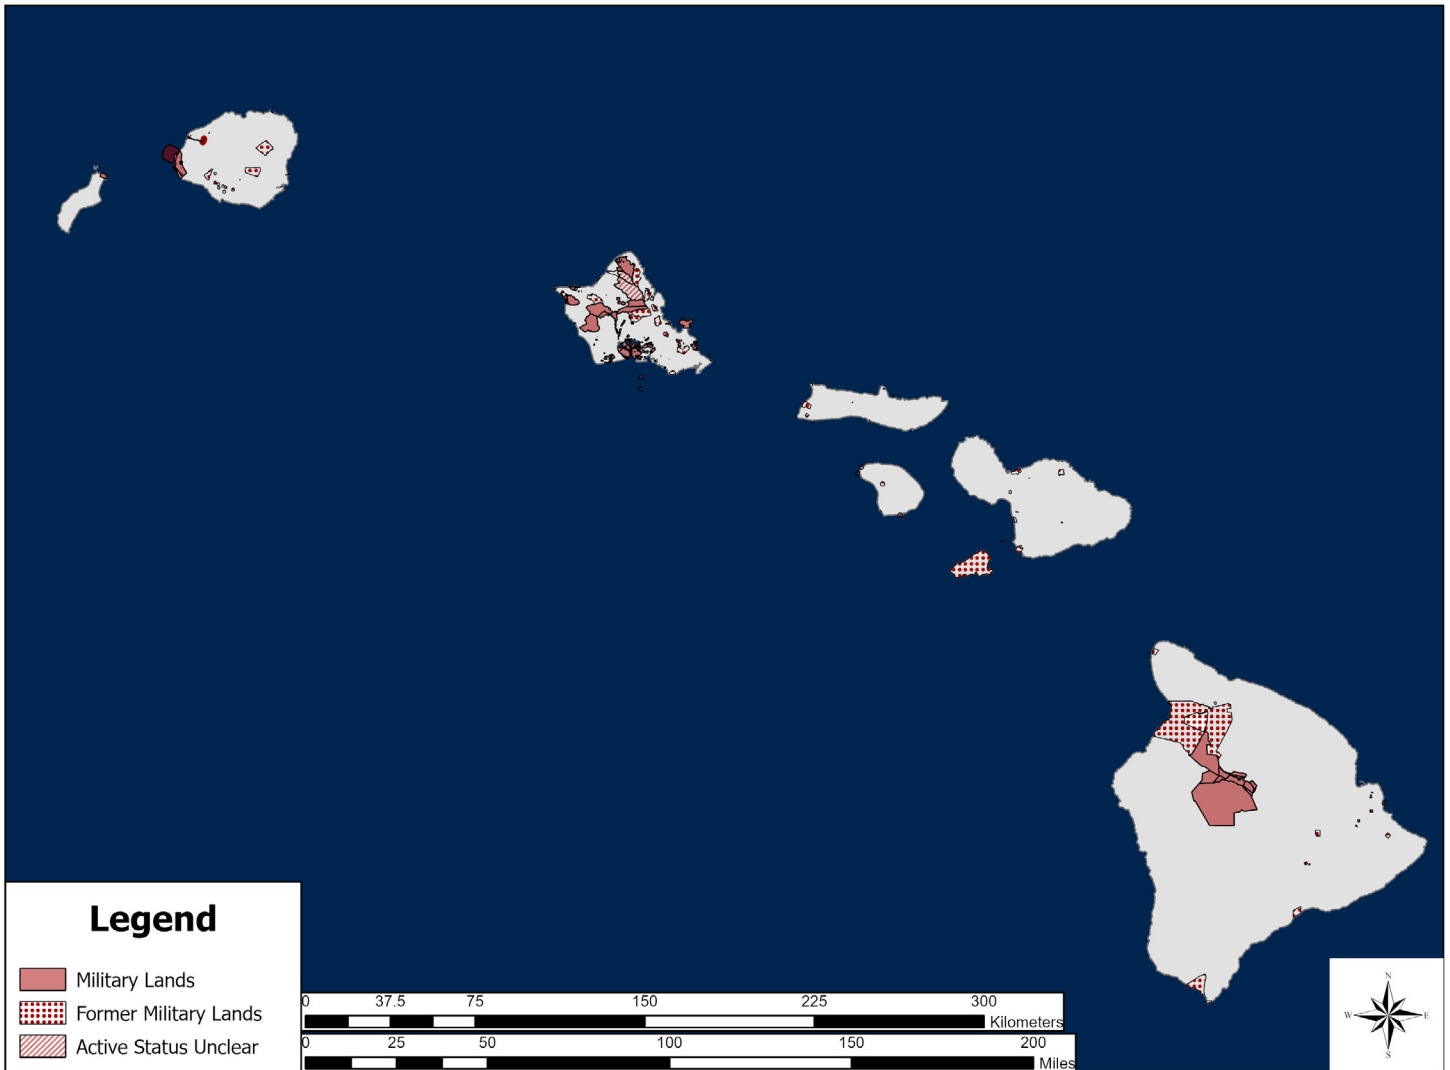 Legend
Military Lands
Former Military Lands
Active Status Unclear
0 37.5 75 150 225 300
Kilometers
0 25 50 100 150 200
Miles
N
W E
S